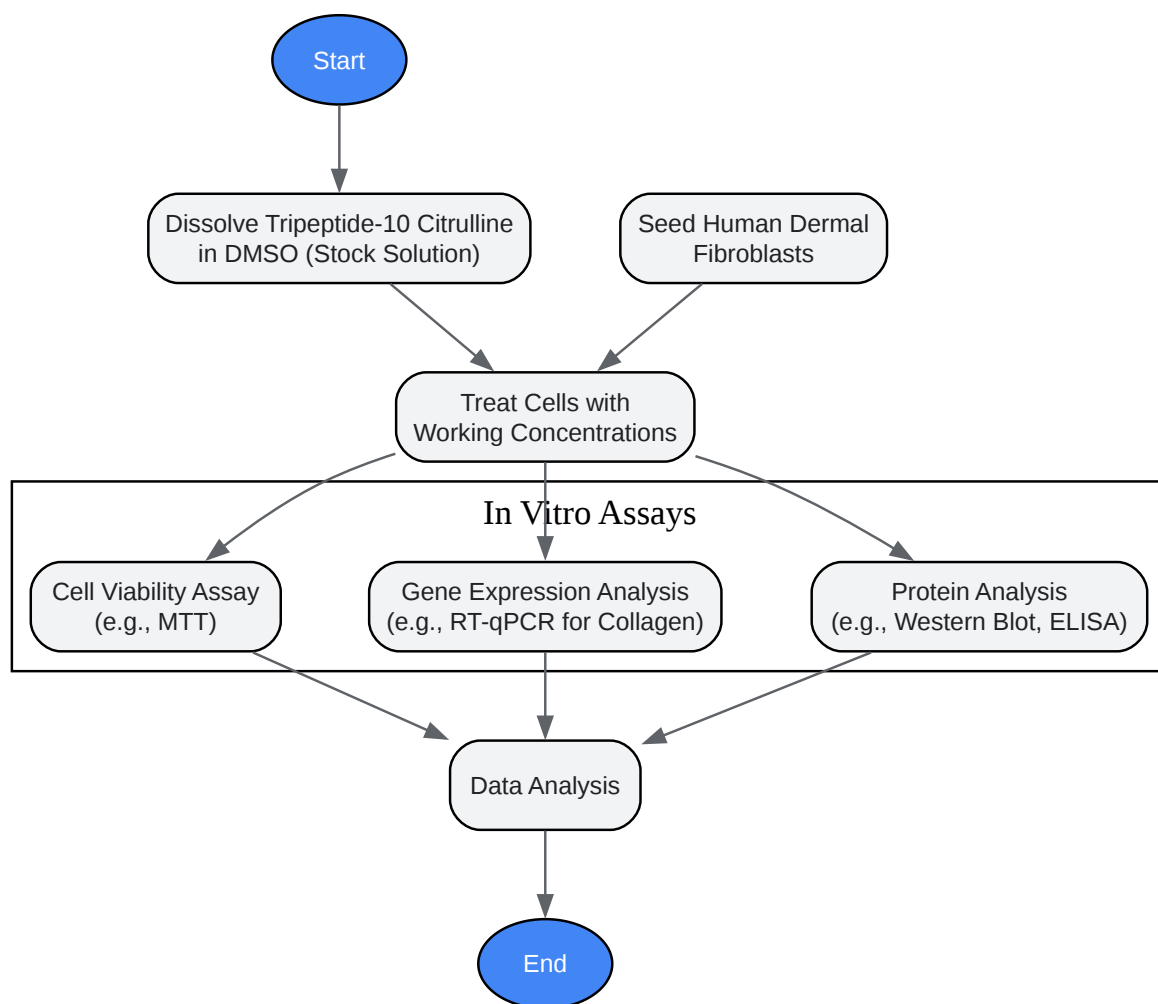 Start
Dissolve Tripeptide-10 Citrulline
in DMSO (Stock Solution)
Seed Human Dermal
Fibroblasts
Treat Cells with
Working Concentrations
In Vitro Assays
Cell Viability Assay
(e.g., MTT)
Gene Expression Analysis
(e.g., RT-qPCR for Collagen)
Protein Analysis
(e.g., Western Blot, ELISA)
Data Analysis
End